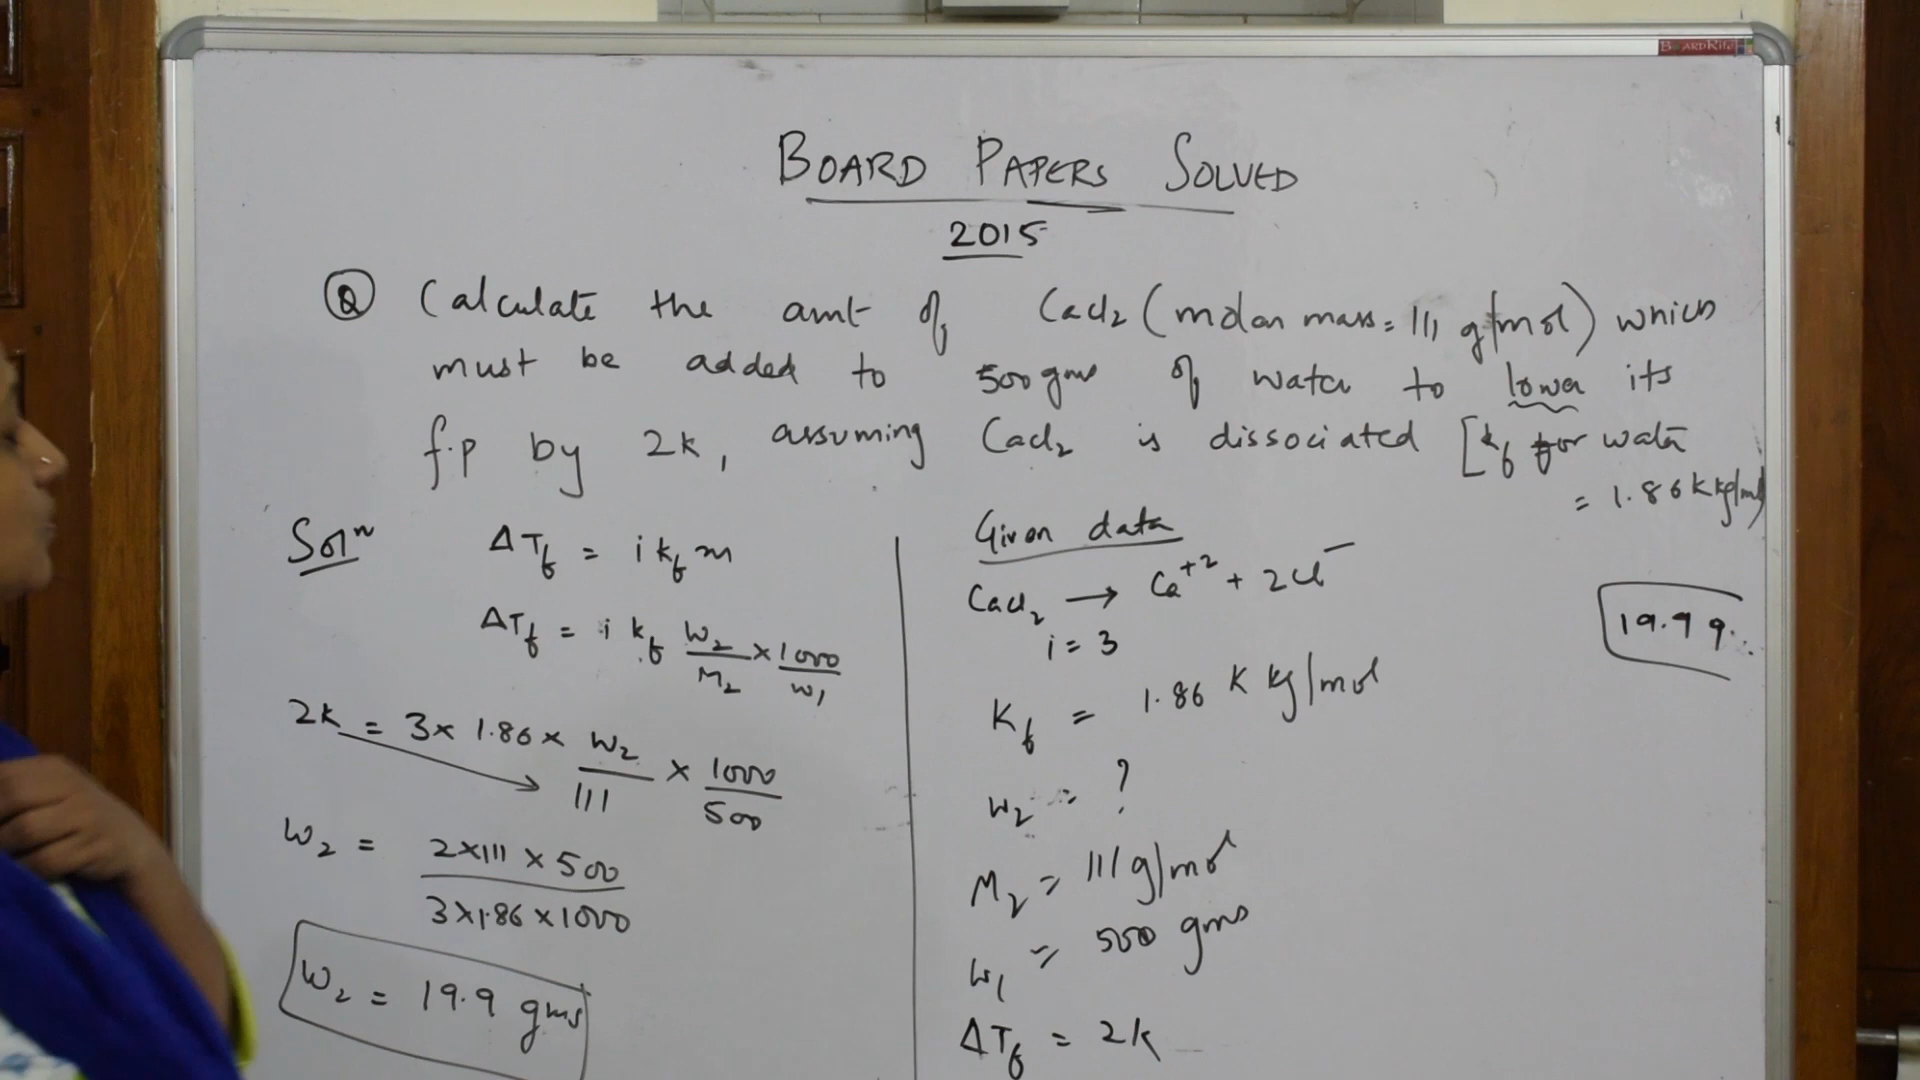 BOARDRite
BOARD PAPERS SOLVED
2015
Q Calculate the amt of CaCl2 (molar mass = 111 g/mol) which
must be added to 500 gms of water to lower its
f.p by 2K, assuming CaCl2 is dissociated [kf for water
= 1.86 K kg/mol]
Solⁿ
ΔTf = i kf m
ΔTf = i kf W2/M2 × 1000/W1
2K = 3 × 1.86 × W2/111 × 1000/500
W2 = 2×111×500/3×1.86×1000
W2 = 19.9 gms
Given data
CaCl2 → Ca⁺² + 2Cl⁻
i = 3
Kf = 1.86 K kg/mol
W2 = ?
M2 = 111 g/mol
W1 = 500 gms
ΔTf = 2K
19.99..